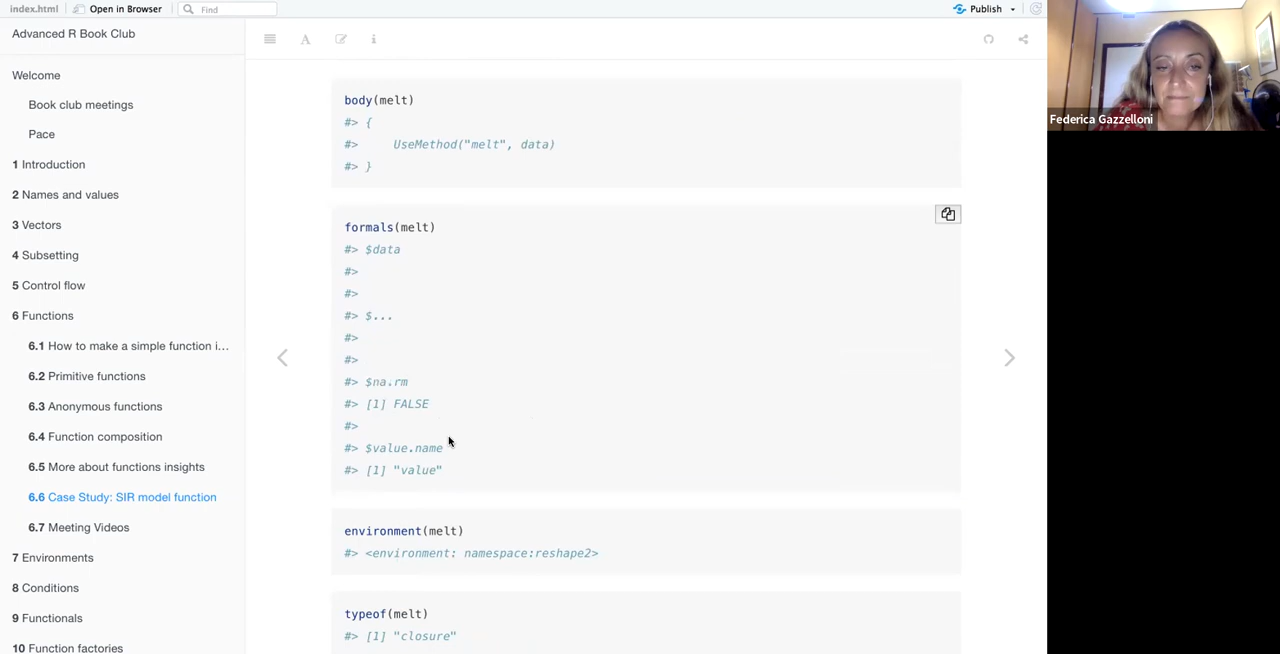 index.html Open in Browser Find Publish
Advanced R Book Club
Welcome
Book club meetings
Pace
1 Introduction
2 Names and values
3 Vectors
4 Subsetting
5 Control flow
6 Functions
6.1 How to make a simple function i...
6.2 Primitive functions
6.3 Anonymous functions
6.4 Function composition
6.5 More about functions insights
6.6 Case Study: SIR model function
6.7 Meeting Videos
7 Environments
8 Conditions
9 Functionals
10 Function factories
body(melt)
#> {
#>     UseMethod("melt", data)
#> }
formals(melt)
#> $data
#>
#>
#> $...
#>
#>
#> $na.rm
#> [1] FALSE
#>
#> $value.name
#> [1] "value"
environment(melt)
#> <environment: namespace:reshape2>
typeof(melt)
#> [1] "closure"
Federica Gazzelloni